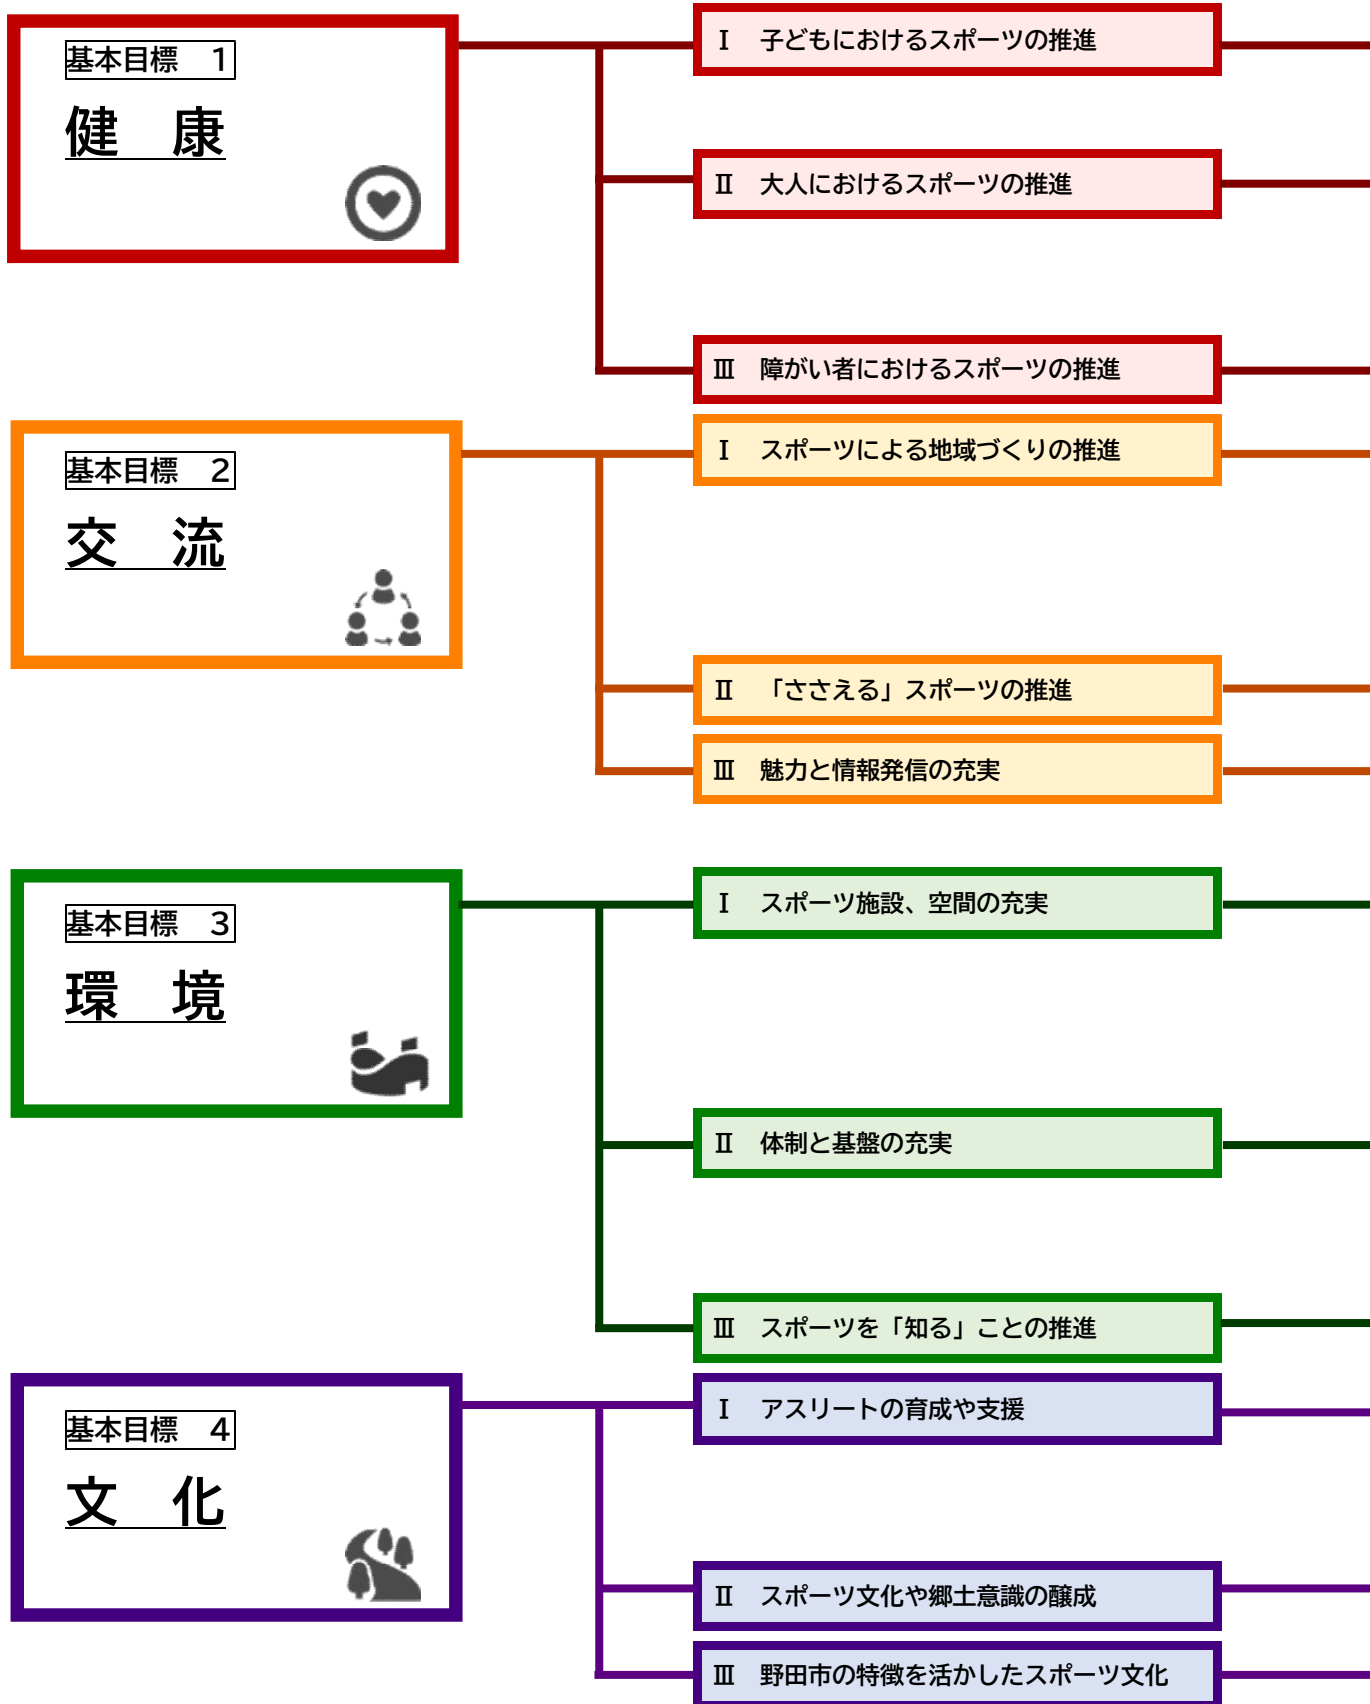 基本目標　1
健　康
Ⅰ　子どもにおけるスポーツの推進
Ⅱ　大人におけるスポーツの推進
Ⅲ　障がい者におけるスポーツの推進
基本目標　2
交　流
Ⅰ　スポーツによる地域づくりの推進
Ⅱ　「ささえる」スポーツの推進
Ⅲ　魅力と情報発信の充実
基本目標　3
環　境
Ⅰ　スポーツ施設、空間の充実
Ⅱ　体制と基盤の充実
Ⅲ　スポーツを「知る」ことの推進
基本目標　4
文　化
Ⅰ　アスリートの育成や支援
Ⅱ　スポーツ文化や郷土意識の醸成
Ⅲ　野田市の特徴を活かしたスポーツ文化